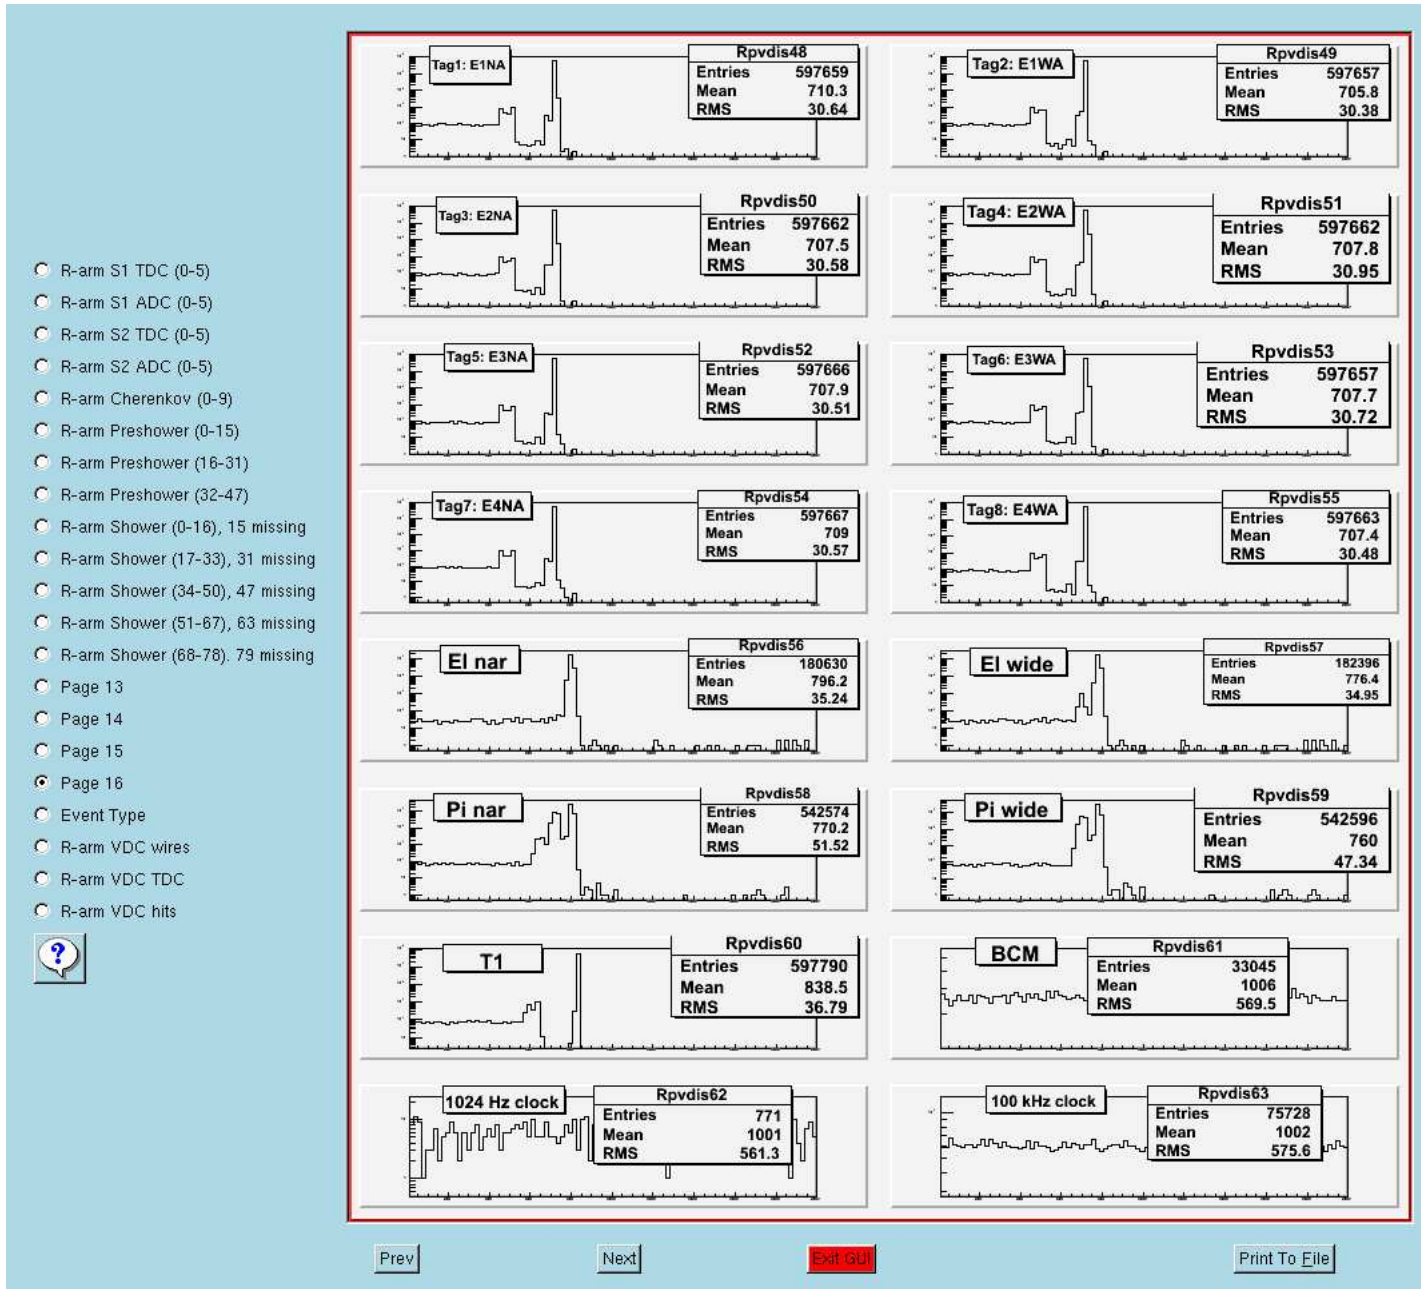 R-arm S1 TDC (0-5)
R-arm S1 ADC (0-5)
R-arm S2 TDC (0-5)
R-arm S2 ADC (0-5)
R-arm Cherenkov (0-9)
R-arm Preshower (0-15)
R-arm Preshower (16-31)
R-arm Preshower (32-47)
R-arm Shower (0-16), 15 missing
R-arm Shower (17-33), 31 missing
R-arm Shower (34-50), 47 missing
R-arm Shower (51-67), 63 missing
R-arm Shower (68-78). 79 missing
Page 13
Page 14
Page 15
Page 16
Event Type
R-arm VDC wires
R-arm VDC TDC
R-arm VDC hits
?
Tag1: E1NA
Rpvdis48
Entries 597659
Mean 710.3
RMS 30.64
Tag2: E1WA
Rpvdis49
Entries 597657
Mean 705.8
RMS 30.38
Tag3: E2NA
Rpvdis50
Entries 597662
Mean 707.5
RMS 30.58
Tag4: E2WA
Rpvdis51
Entries 597662
Mean 707.8
RMS 30.95
Tag5: E3NA
Rpvdis52
Entries 597666
Mean 707.9
RMS 30.51
Tag6: E3WA
Rpvdis53
Entries 597657
Mean 707.7
RMS 30.72
Tag7: E4NA
Rpvdis54
Entries 597667
Mean 709
RMS 30.57
Tag8: E4WA
Rpvdis55
Entries 597663
Mean 707.4
RMS 30.48
El nar
Rpvdis56
Entries 180630
Mean 796.2
RMS 35.24
El wide
Rpvdis57
Entries 182396
Mean 776.4
RMS 34.95
Pi nar
Rpvdis58
Entries 542574
Mean 770.2
RMS 51.52
Pi wide
Rpvdis59
Entries 542596
Mean 760
RMS 47.34
T1
Rpvdis60
Entries 597790
Mean 838.5
RMS 36.79
BCM
Rpvdis61
Entries 33045
Mean 1006
RMS 569.5
1024 Hz clock
Rpvdis62
Entries 771
Mean 1001
RMS 561.3
100 kHz clock
Rpvdis63
Entries 75728
Mean 1002
RMS 575.6
Prev
Next
Exit GUI
Print To File